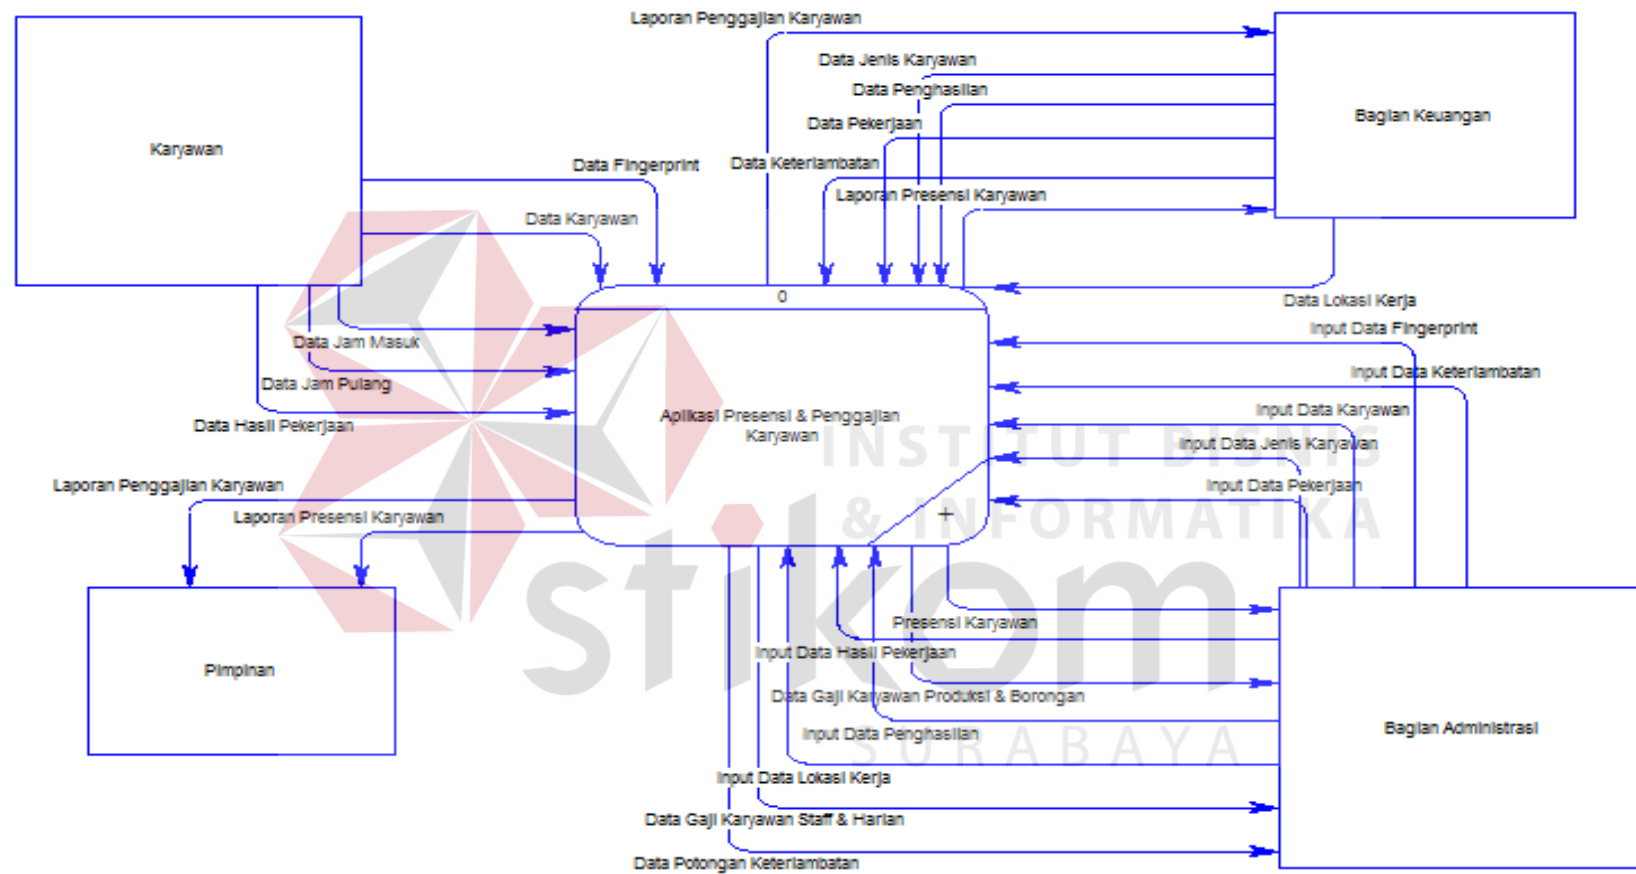 Laporan Penggajian Karyawan
Data Jenis Karyawan
Data Penghasilan
Bagian Keuangan
Data Pekerjaan
Karyawan
Data Fingerprint
Data Keterlambatan
Laporan Presensi Karyawan
Data Karyawan
0
Data Lokasi Kerja
Input Data Fingerprint
Data Jam Masuk
Input Data Keterlambatan
Data Jam Pulang
Input Data Karyawan
Aplikasi Presensi & Penggajian
Karyawan
Data Hasil Pekerjaan
INSTITUT BISNIS
Input Data Jenis Karyawan
Laporan Penggajian Karyawan
Input Data Pekerjaan
Laporan Presensi Karyawan
+
& INFORMATIKA
stikom
Presensi Karyawan
Input Data Hasil Pekerjaan
Pimpinan
Data Gaji Karyawan Produksi & Borongan
Bagian Administrasi
Input Data Penghasilan
SURABAYA
Input Data Lokasi Kerja
Data Gaji Karyawan Staff & Harian
Data Potongan Keterlambatan